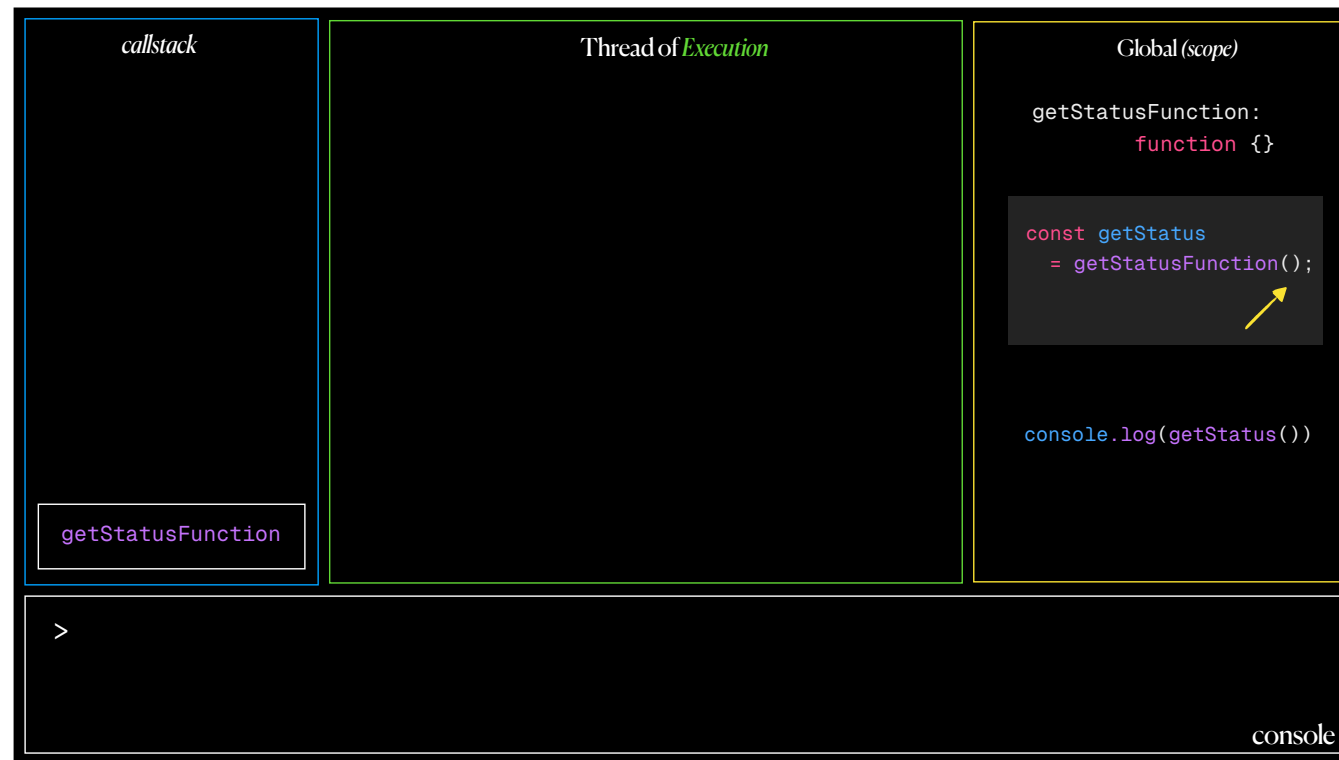 callstack
Thread of Execution
Global (scope)
getStatusFunction:
function {}
const getStatus
= getStatusFunction();
console.log(getStatus())
getStatusFunction
>
console